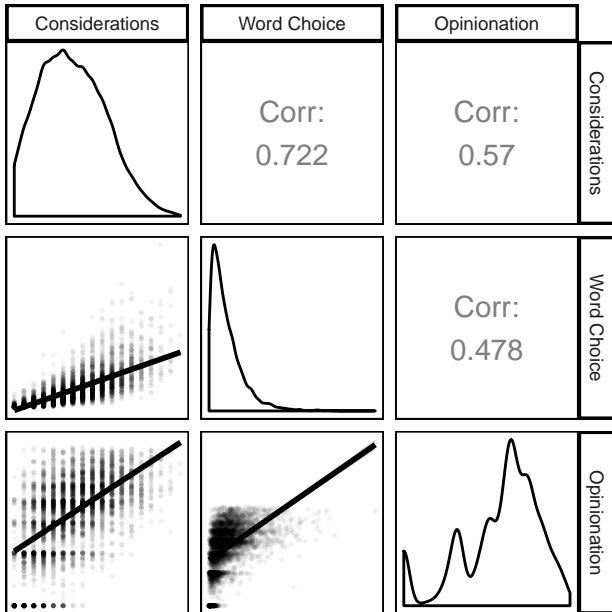 Considerations
Word Choice
Opinionation
Corr:
0.722
Corr:
0.57
Considerations
Corr:
0.478
Word Choice
Opinionation